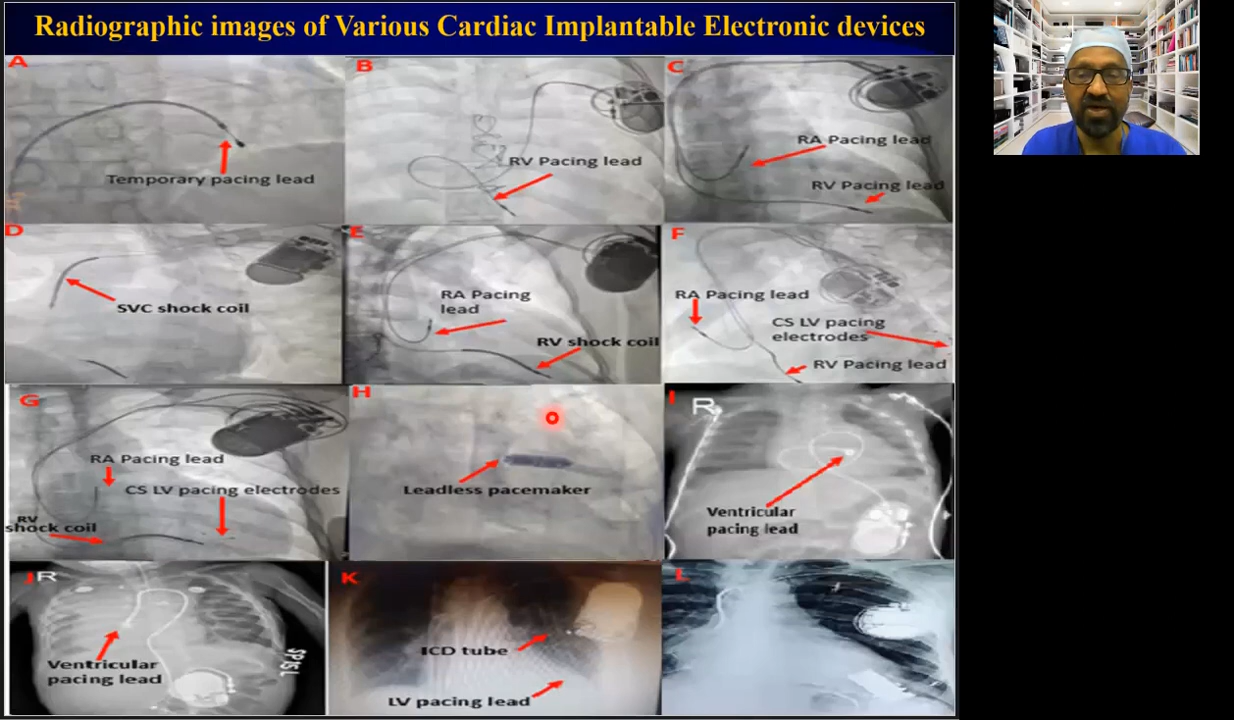 Radiographic images of Various Cardiac Implantable Electronic devices
A
Temporary pacing lead
B
RV Pacing lead
C
RA Pacing lead
RV Pacing lead
D
SVC shock coil
E
RA Pacing
lead
RV shock coil
F
RA Pacing lead
CS LV pacing
electrodes
RV Pacing lead
G
RA Pacing lead
CS LV pacing electrodes
RV
shock coil
H
Leadless pacemaker
I
R
Ventricular
pacing lead
J
R
Ventricular
pacing lead
K
ICD tube
LV pacing lead
L